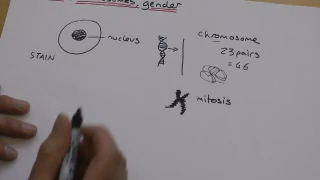 gender
nucleus
STAIN
chromosome
23 pairs
= 46
mitosis